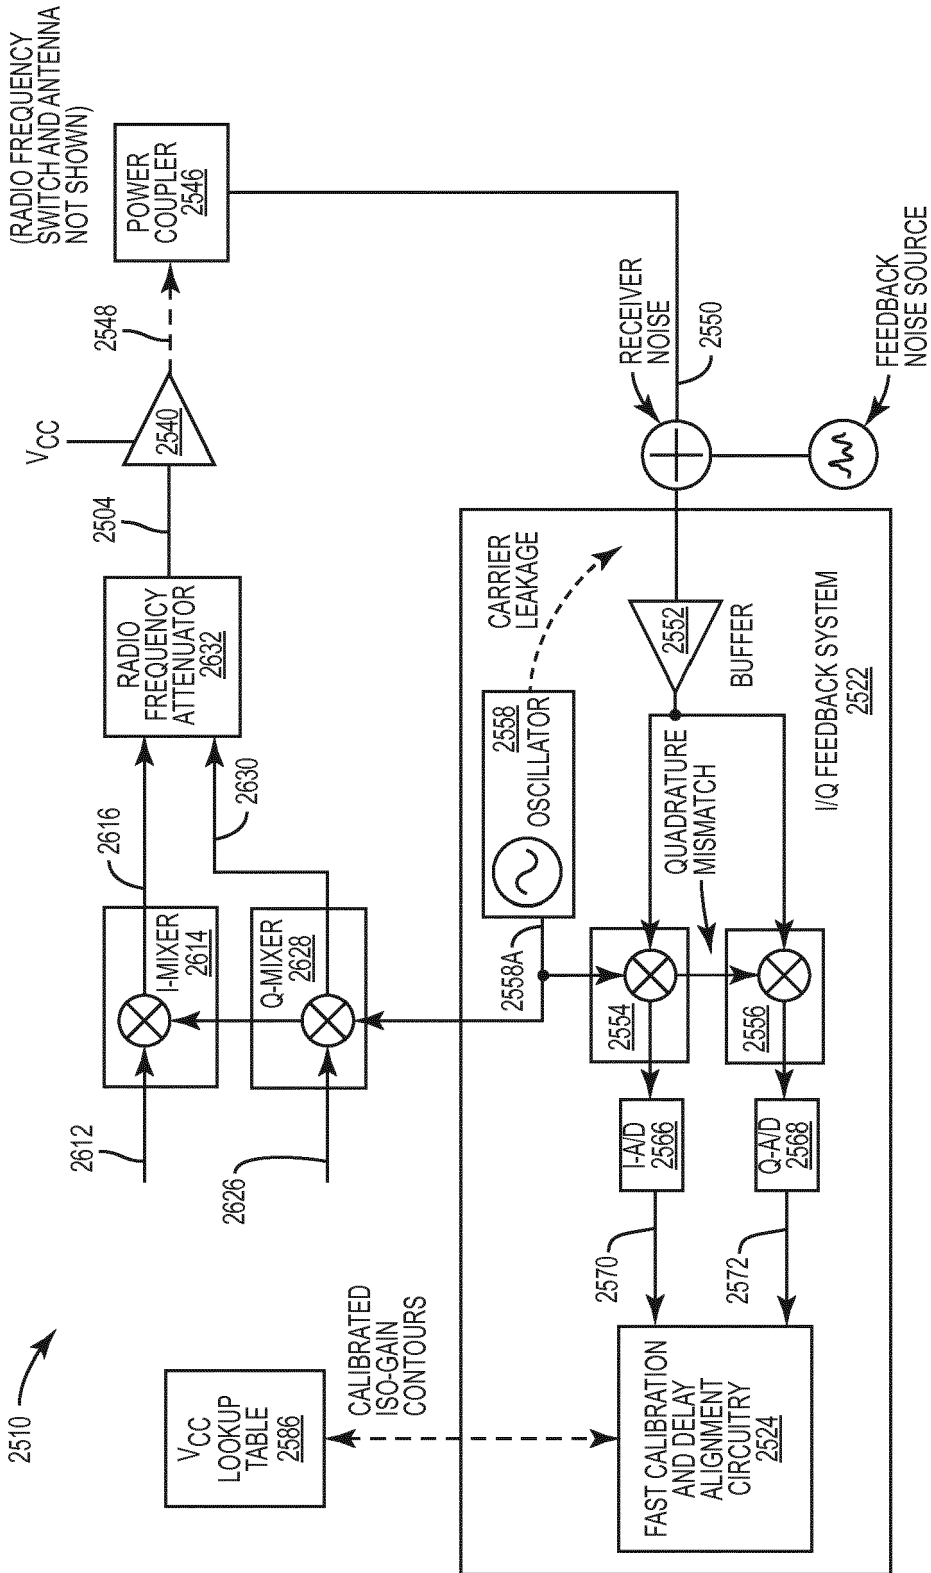 2510
2612
2626
I-MIXER
2614
Q-MIXER
2628
2616
2630
RADIO
FREQUENCY
ATTENUATOR
2632
2504
VCC
2540
2548
POWER
COUPLER
2546
(RADIO FREQUENCY
SWITCH AND ANTENNA
NOT SHOWN)
VCC
LOOKUP
TABLE
2586
CALIBRATED
ISO-GAIN
CONTOURS
2558A
2558
OSCILLATOR
CARRIER
LEAKAGE
RECEIVER
NOISE
2550
FEEDBACK
NOISE SOURCE
2552
BUFFER
QUADRATURE
MISMATCH
2554
2556
I-A/D
2566
Q-A/D
2568
2570
2572
FAST CALIBRATION
AND DELAY
ALIGNMENT
CIRCUITRY
2524
I/Q FEEDBACK SYSTEM
2522